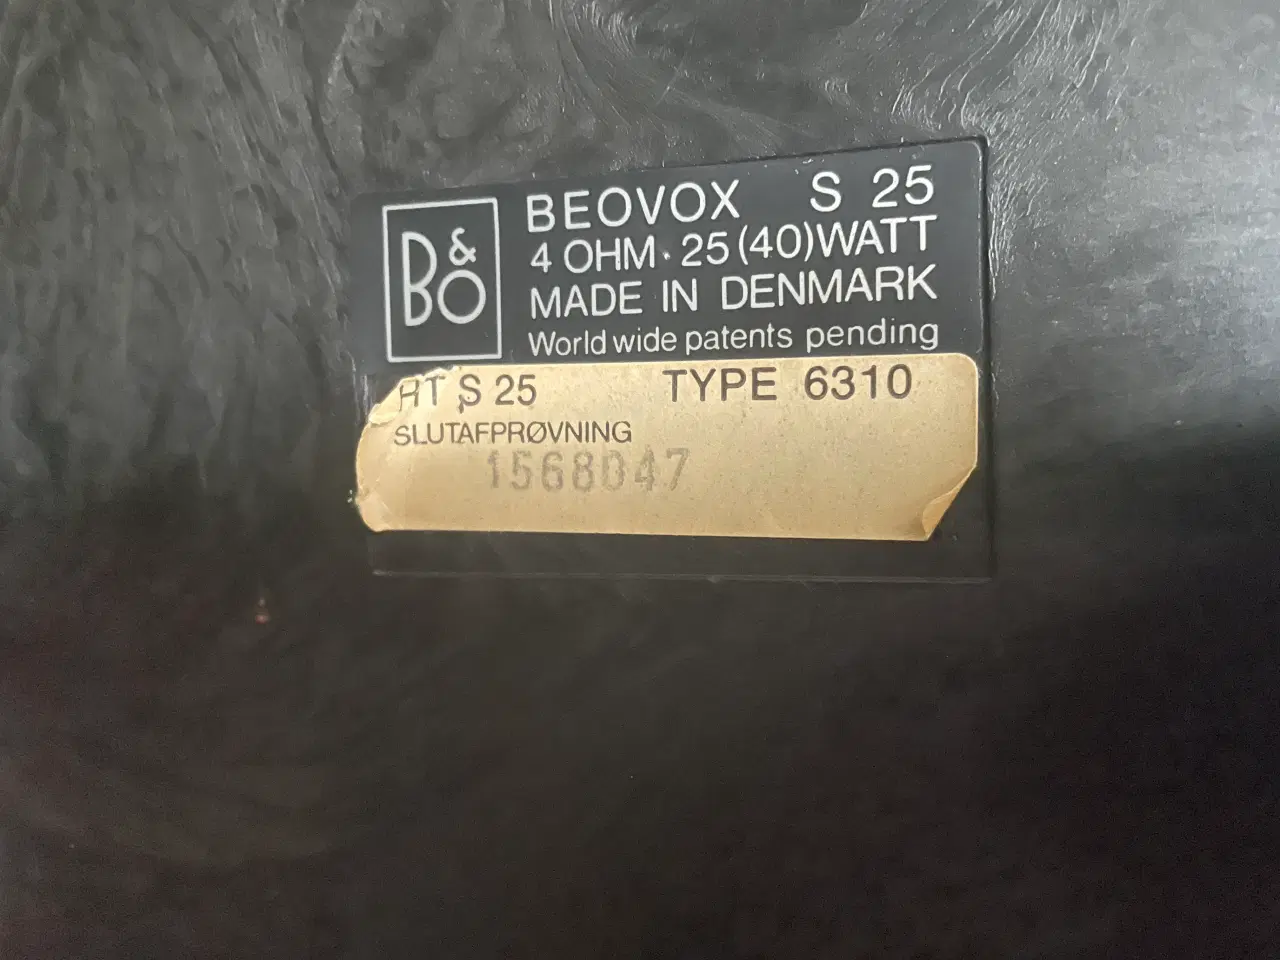 B&O
BEOVOX S 25
4 OHM · 25 (40) WATT
MADE IN DENMARK
World wide patents pending
HT S 25 TYPE 6310
SLUTAFPRØVNING
1568047